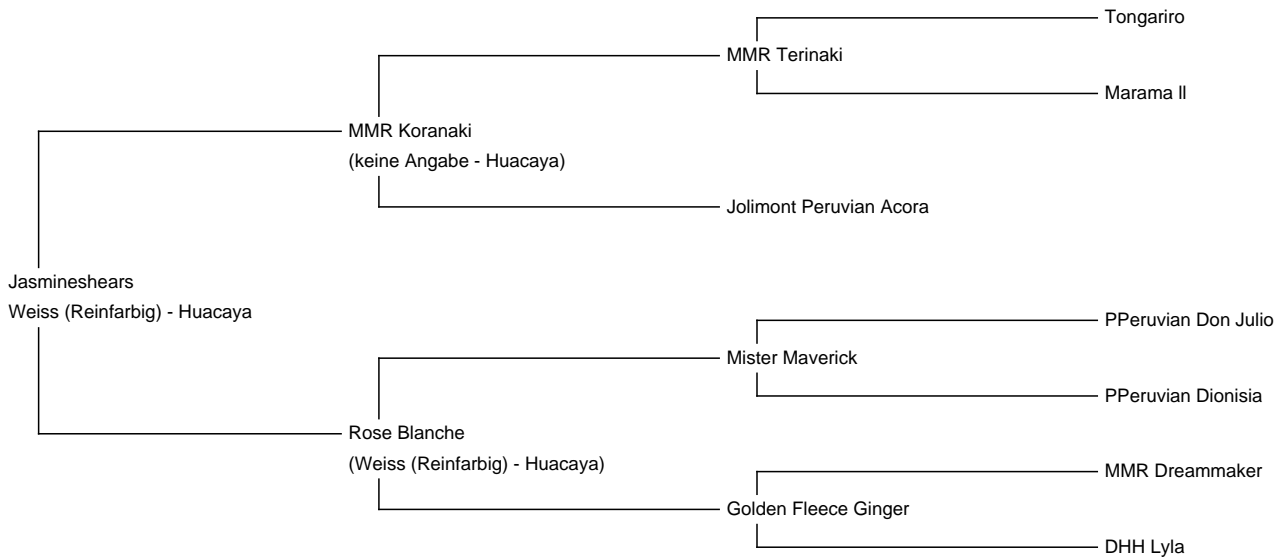 Tongariro
MMR Terinaki
Marama ll
MMR Koranaki
(keine Angabe - Huacaya)
Jolimont Peruvian Acora
Jasmineshears
Weiss (Reinfarbig) - Huacaya
PPeruvian Don Julio
Mister Maverick
PPeruvian Dionisia
Rose Blanche
(Weiss (Reinfarbig) - Huacaya)
MMR Dreammaker
Golden Fleece Ginger
DHH Lyla